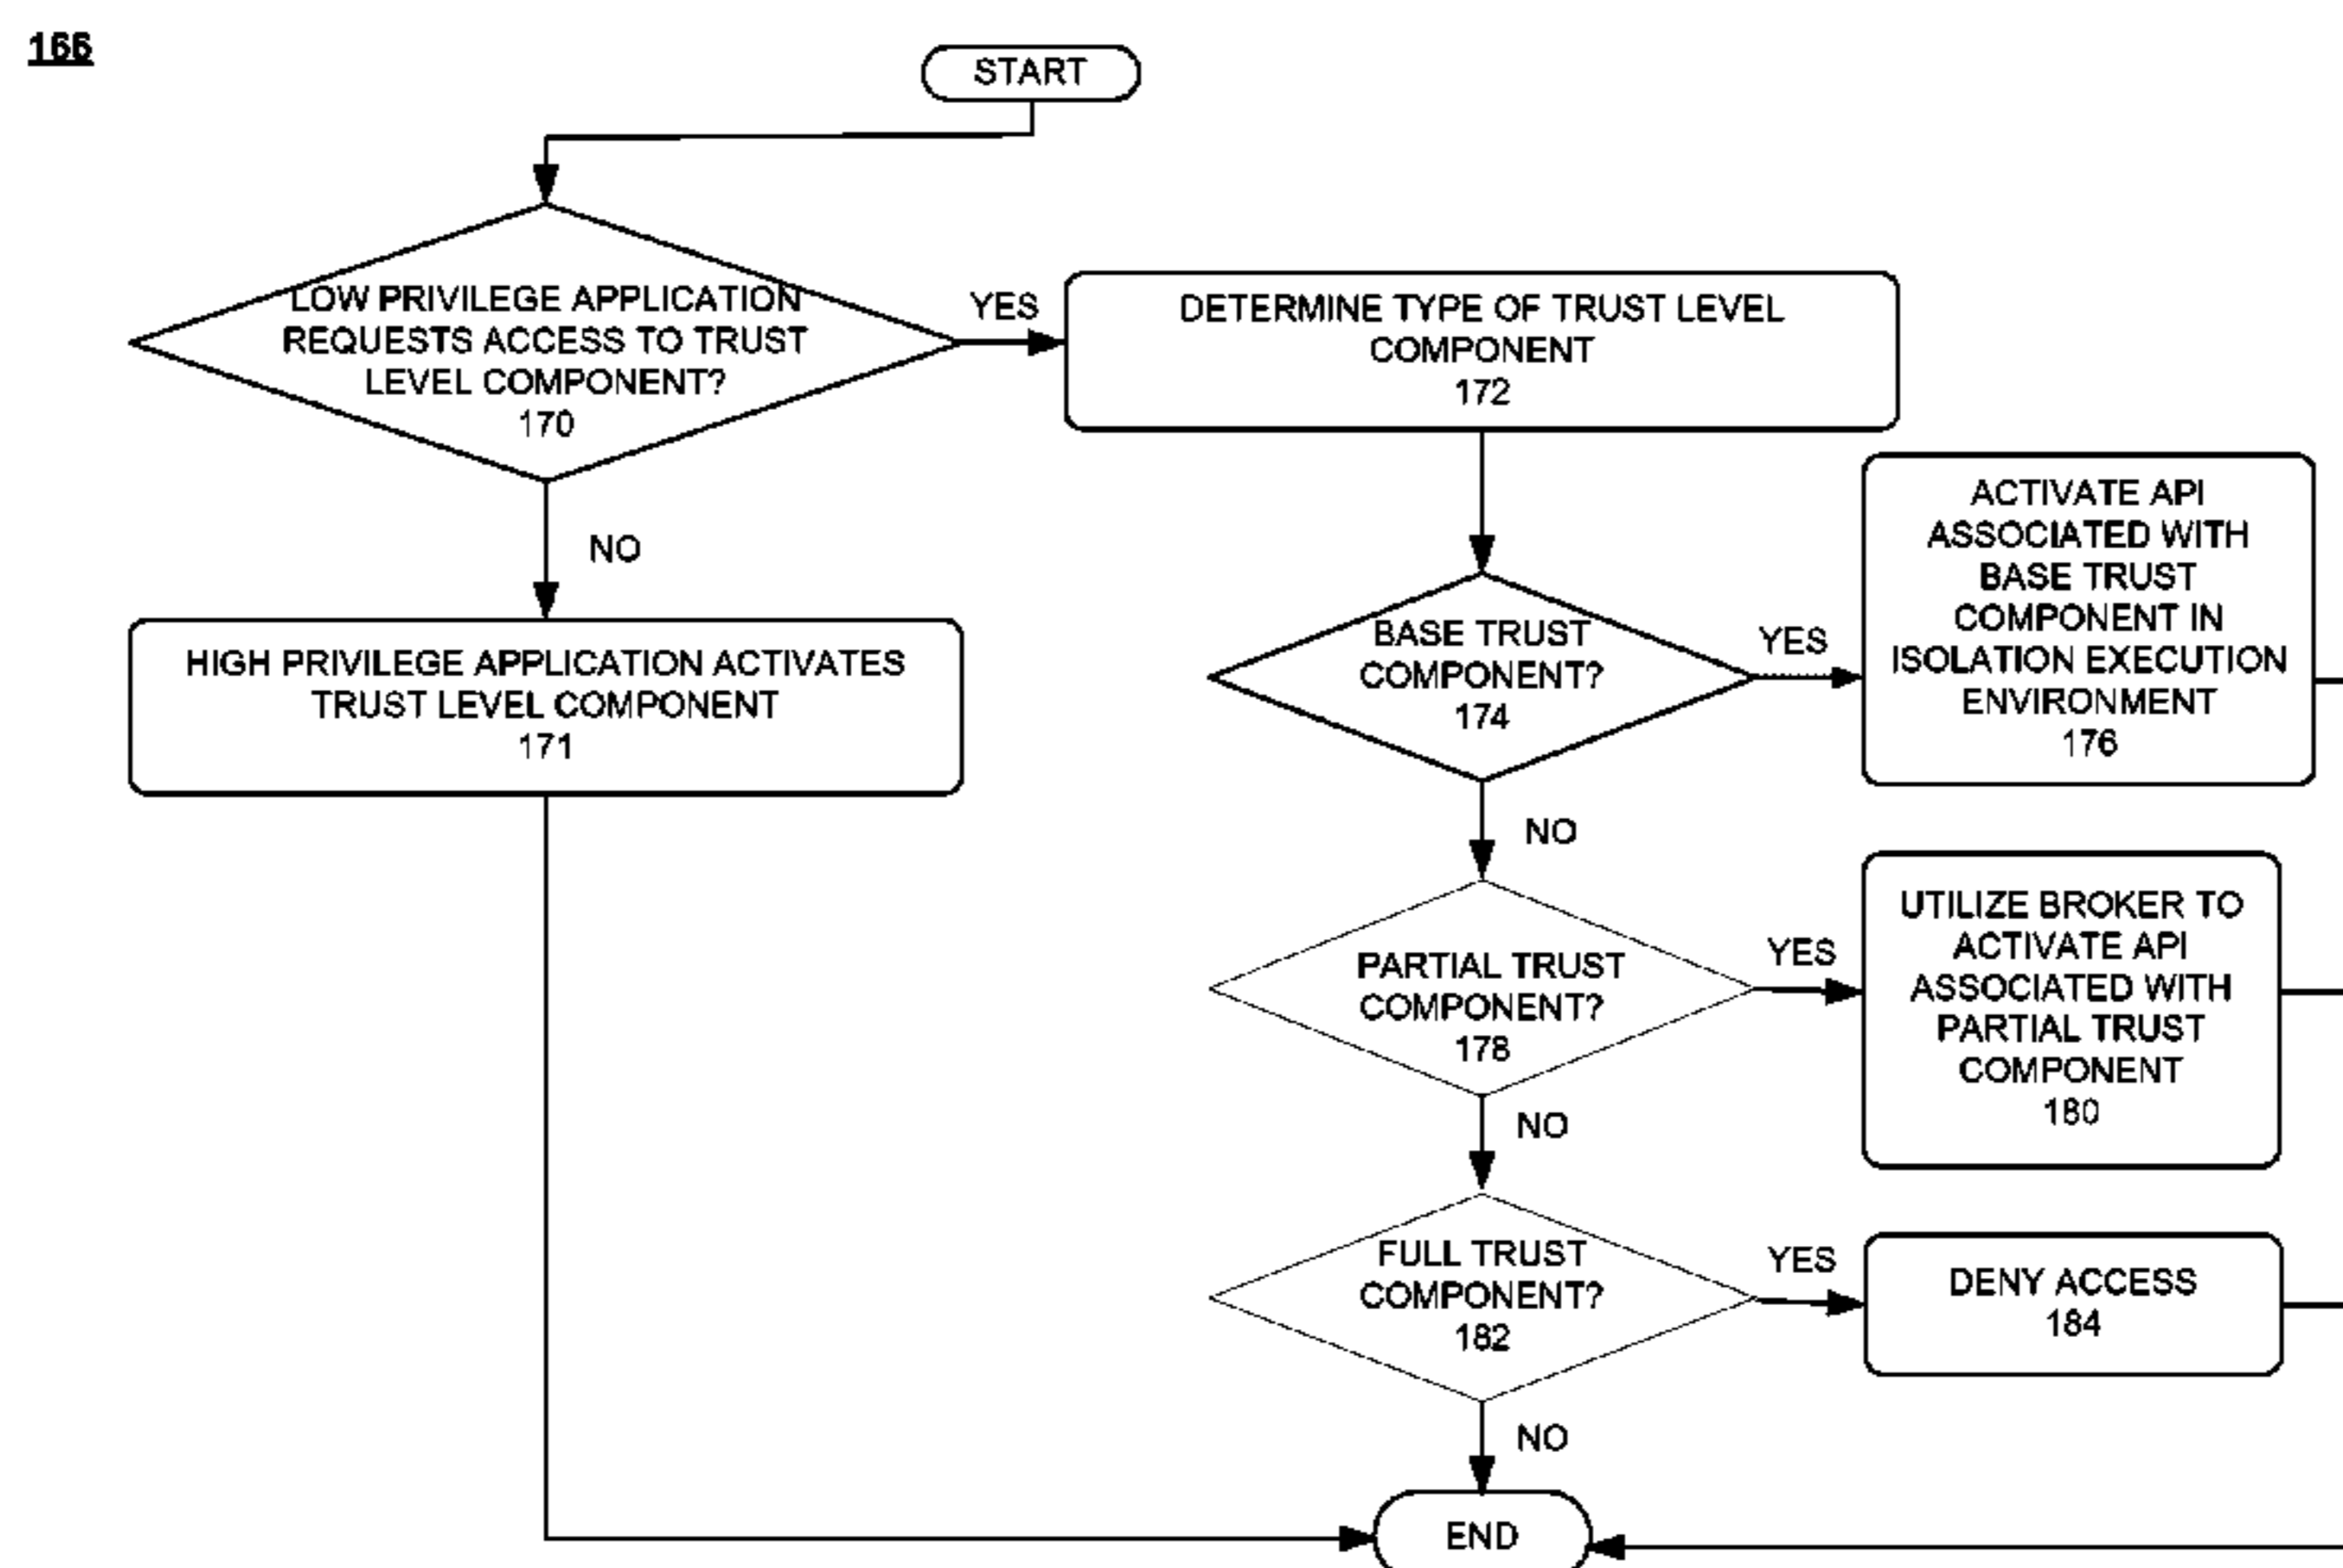 166
START
LOW PRIVILEGE APPLICATION
REQUESTS ACCESS TO TRUST
LEVEL COMPONENT?
170
YES
DETERMINE TYPE OF TRUST LEVEL
COMPONENT
172
NO
HIGH PRIVILEGE APPLICATION ACTIVATES
TRUST LEVEL COMPONENT
171
BASE TRUST
COMPONENT?
174
YES
ACTIVATE API
ASSOCIATED WITH
BASE TRUST
COMPONENT IN
ISOLATION EXECUTION
ENVIRONMENT
176
NO
PARTIAL TRUST
COMPONENT?
178
YES
UTILIZE BROKER TO
ACTIVATE API
ASSOCIATED WITH
PARTIAL TRUST
COMPONENT
180
NO
FULL TRUST
COMPONENT?
182
YES
DENY ACCESS
184
NO
END